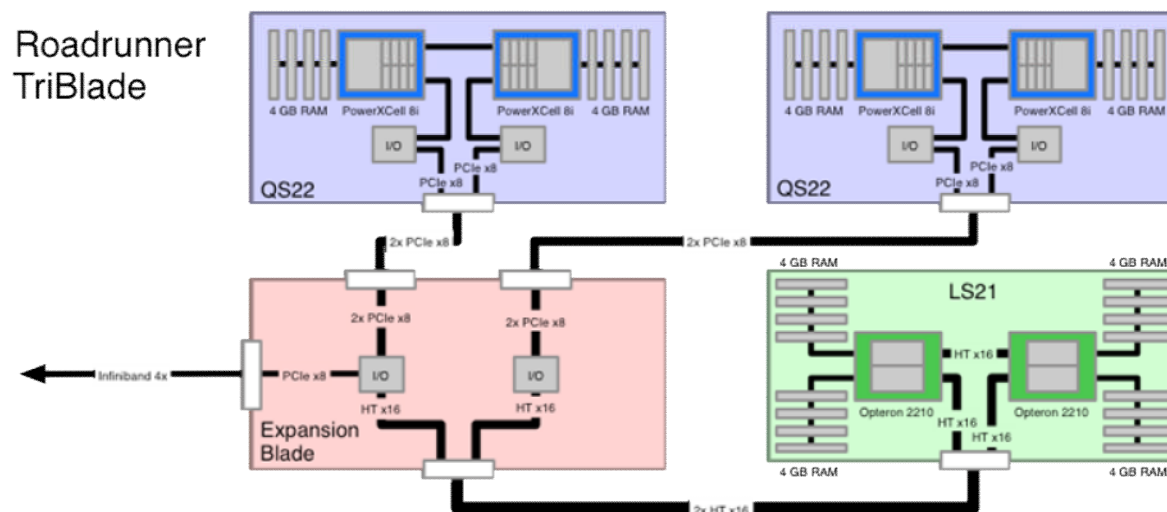 Roadrunner
TriBlade
4 GB RAM
PowerXCell 8i
PowerXCell 8i
4 GB RAM
I/O
I/O
PCIe x8
PCIe x8
QS22
4 GB RAM
PowerXCell 8i
PowerXCell 8i
4 GB RAM
I/O
I/O
PCIe x8
PCIe x8
QS22
2x PCIe x8
2x PCIe x8
2x PCIe x8
2x PCIe x8
Infiniband 4x
PCIe x8
I/O
I/O
HT x16
HT x16
Expansion
Blade
4 GB RAM
4 GB RAM
LS21
HT x16
Opteron 2210
Opteron 2210
HT x16
HT x16
4 GB RAM
4 GB RAM
2x HT x16